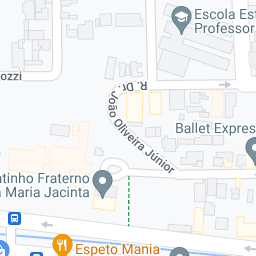 Escola Est
Professor
ozzi
R. Dr.
João Oliveira Júnior
Ballet Express
ntinho Fraterno
a Maria Jacinta
Espeto Mania